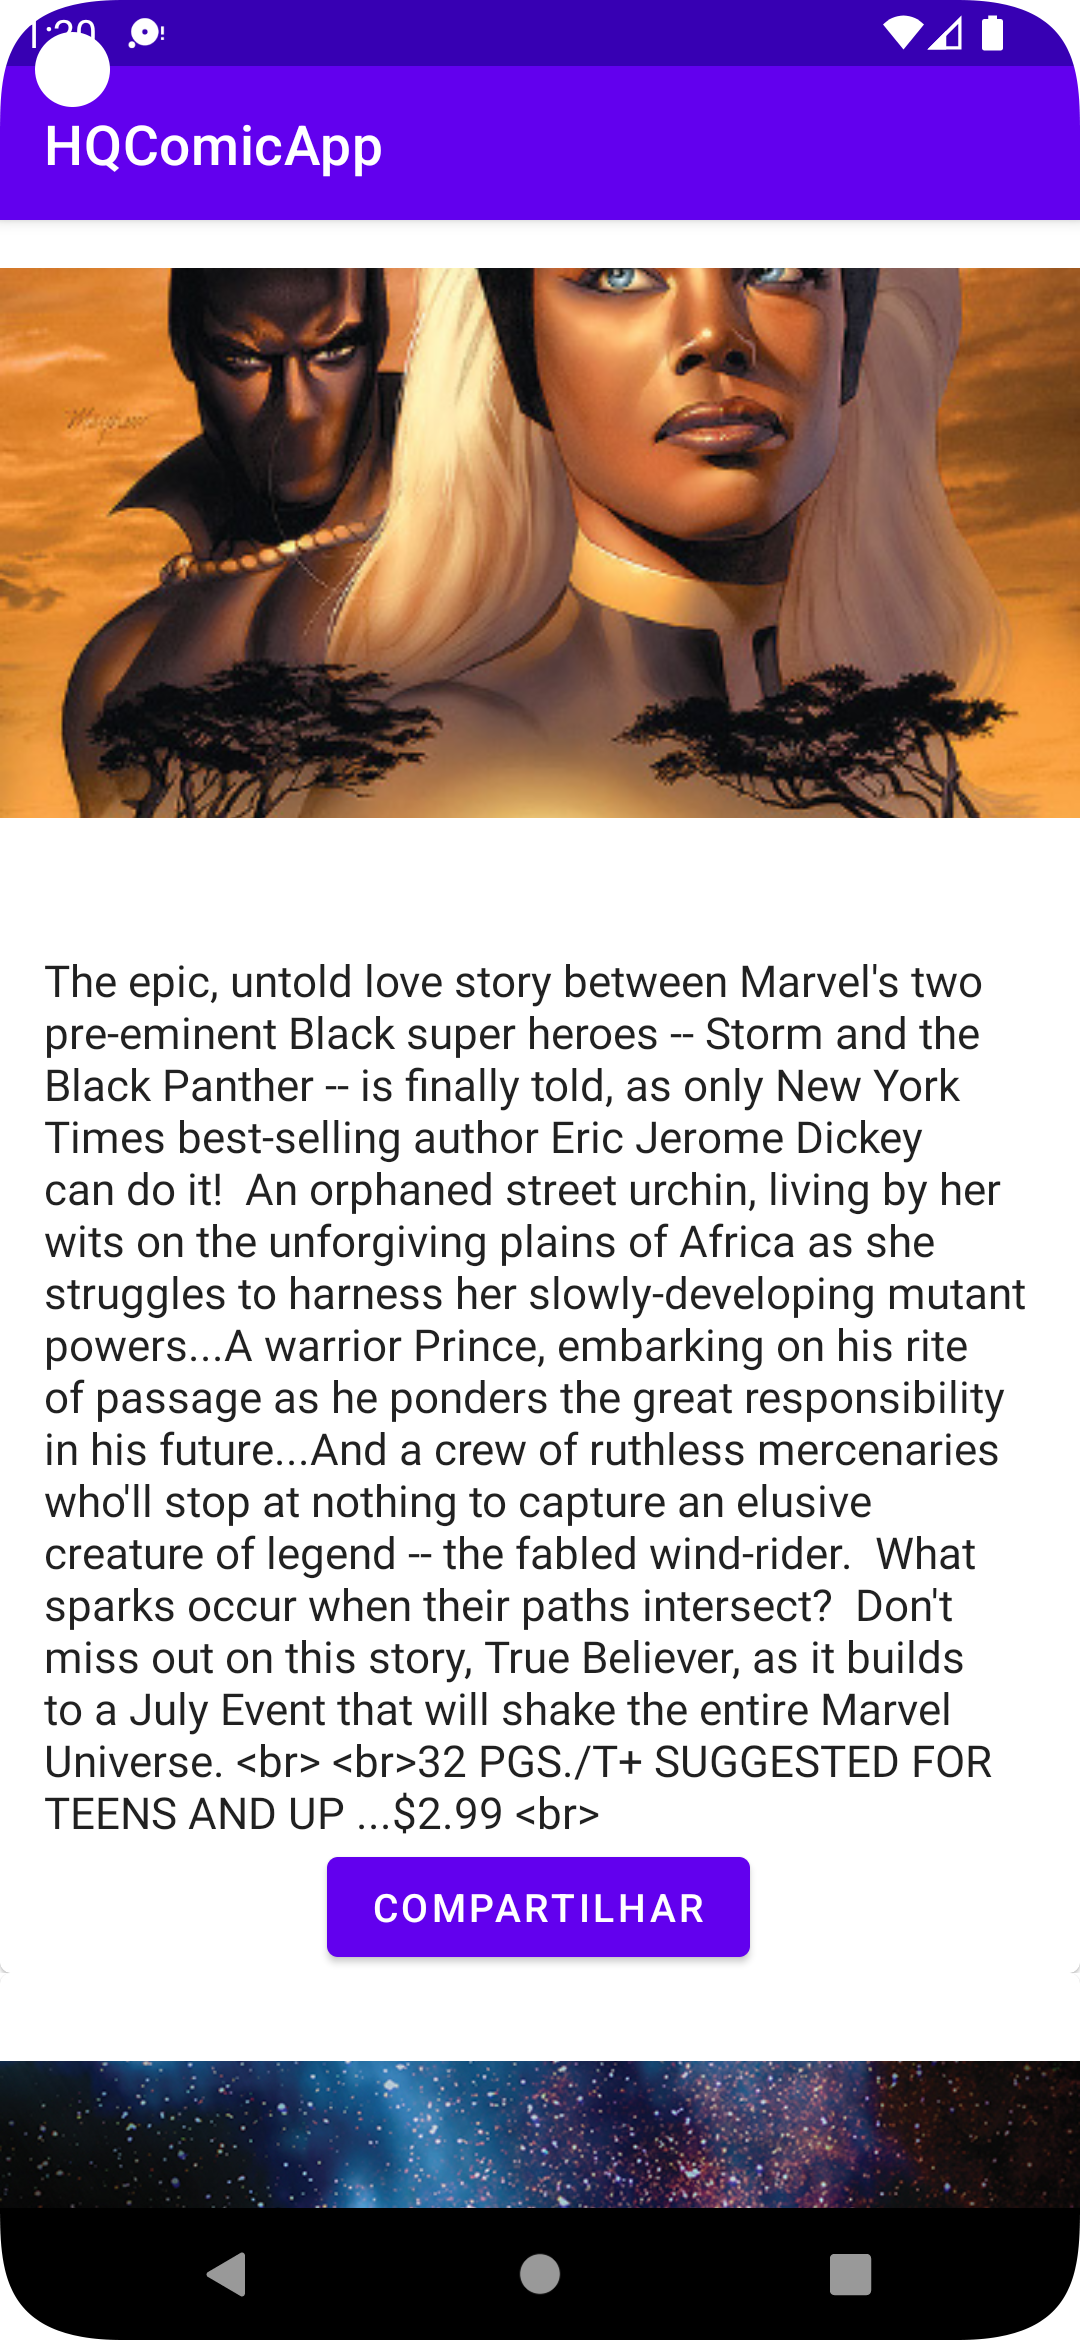 HQComicApp
Mayhew
The epic, untold love story between Marvel's two
pre-eminent Black super heroes -- Storm and the
Black Panther -- is finally told, as only New York
Times best-selling author Eric Jerome Dickey
can do it!  An orphaned street urchin, living by her
wits on the unforgiving plains of Africa as she
struggles to harness her slowly-developing mutant
powers...A warrior Prince, embarking on his rite
of passage as he ponders the great responsibility
in his future...And a crew of ruthless mercenaries
who'll stop at nothing to capture an elusive
creature of legend -- the fabled wind-rider.  What
sparks occur when their paths intersect?  Don't
miss out on this story, True Believer, as it builds
to a July Event that will shake the entire Marvel
Universe. <br> <br>32 PGS./T+ SUGGESTED FOR
TEENS AND UP ...$2.99 <br>
COMPARTILHAR